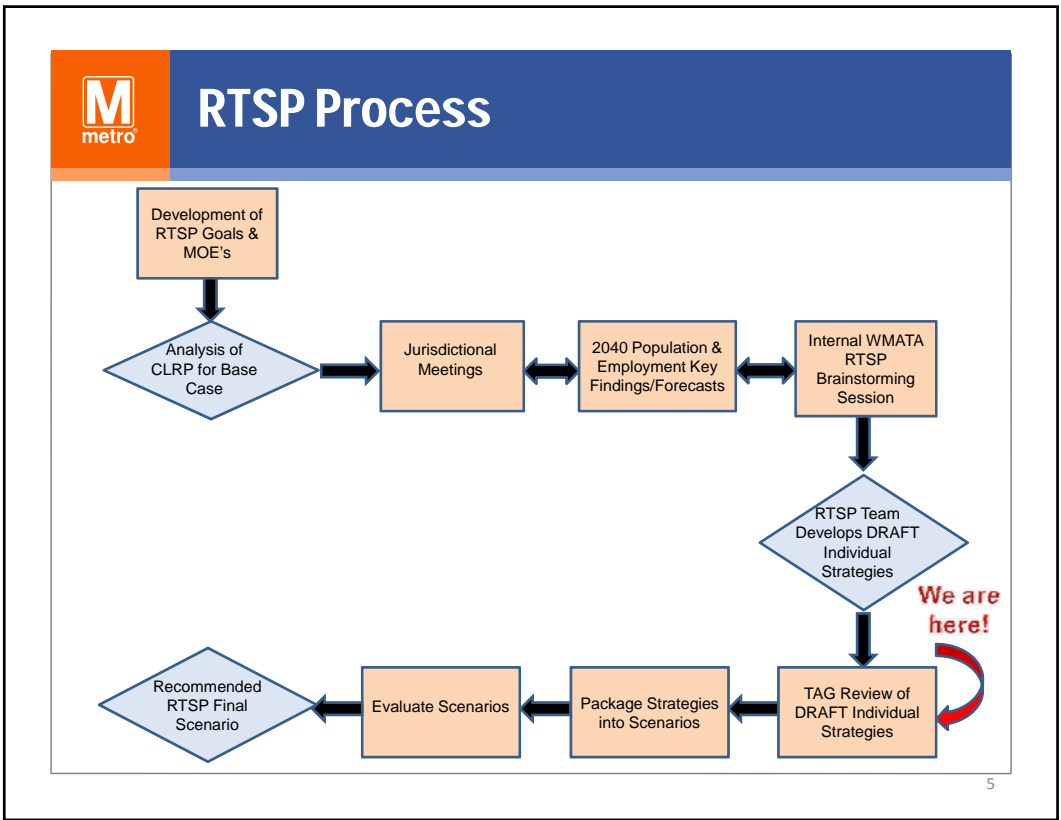 M
metro®
RTSP Process
Development of
RTSP Goals &
MOE's
Analysis of
CLRP for Base
Case
Jurisdictional
Meetings
2040 Population &
Employment Key
Findings/Forecasts
Internal WMATA
RTSP
Brainstorming
Session
RTSP Team
Develops DRAFT
Individual
Strategies
We are
here!
TAG Review of
DRAFT Individual
Strategies
Package Strategies
into Scenarios
Evaluate Scenarios
Recommended
RTSP Final
Scenario
5